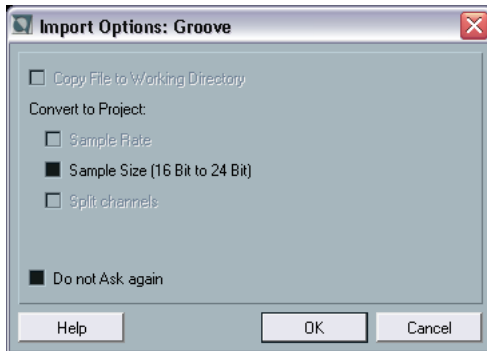 Import Options: Groove
Copy File to Working Directory
Convert to Project:
Sample Rate
Sample Size (16 Bit to 24 Bit)
Split channels
Do not Ask again
Help OK Cancel